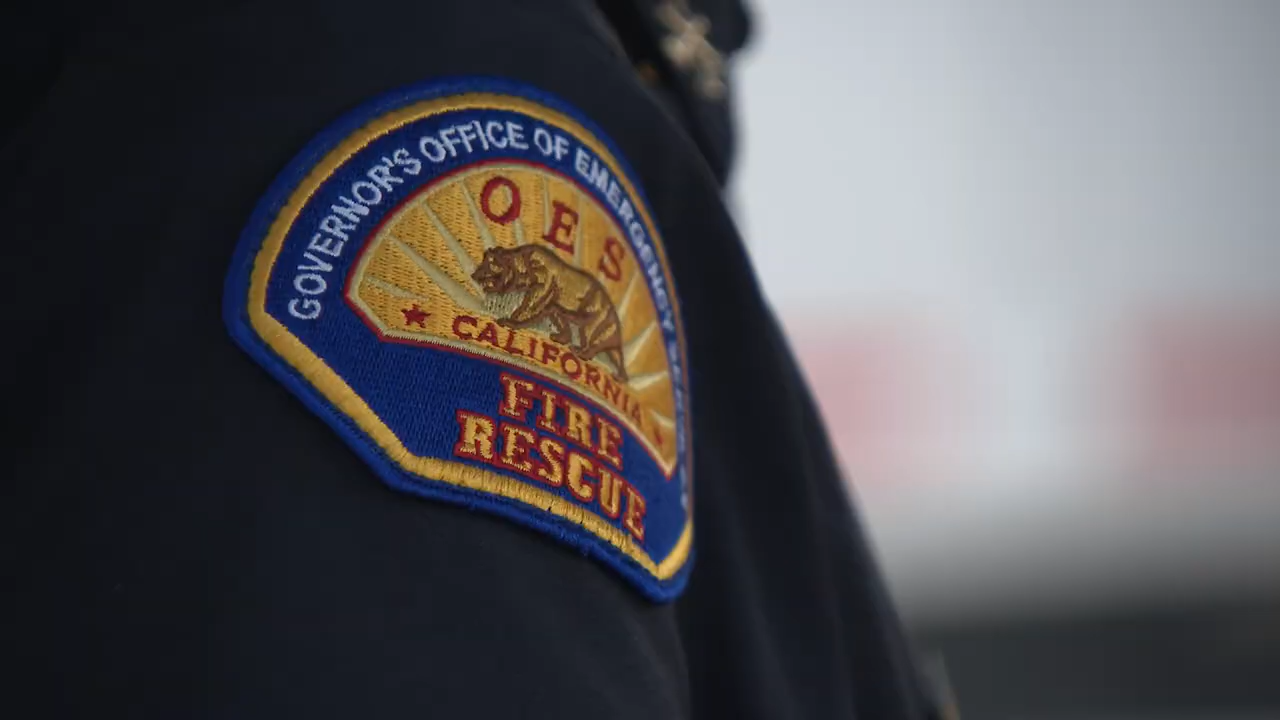 GOVERNOR'S OFFICE OF EMERGENCY
OES
CALIFORNIA
FIRE
RESCUE